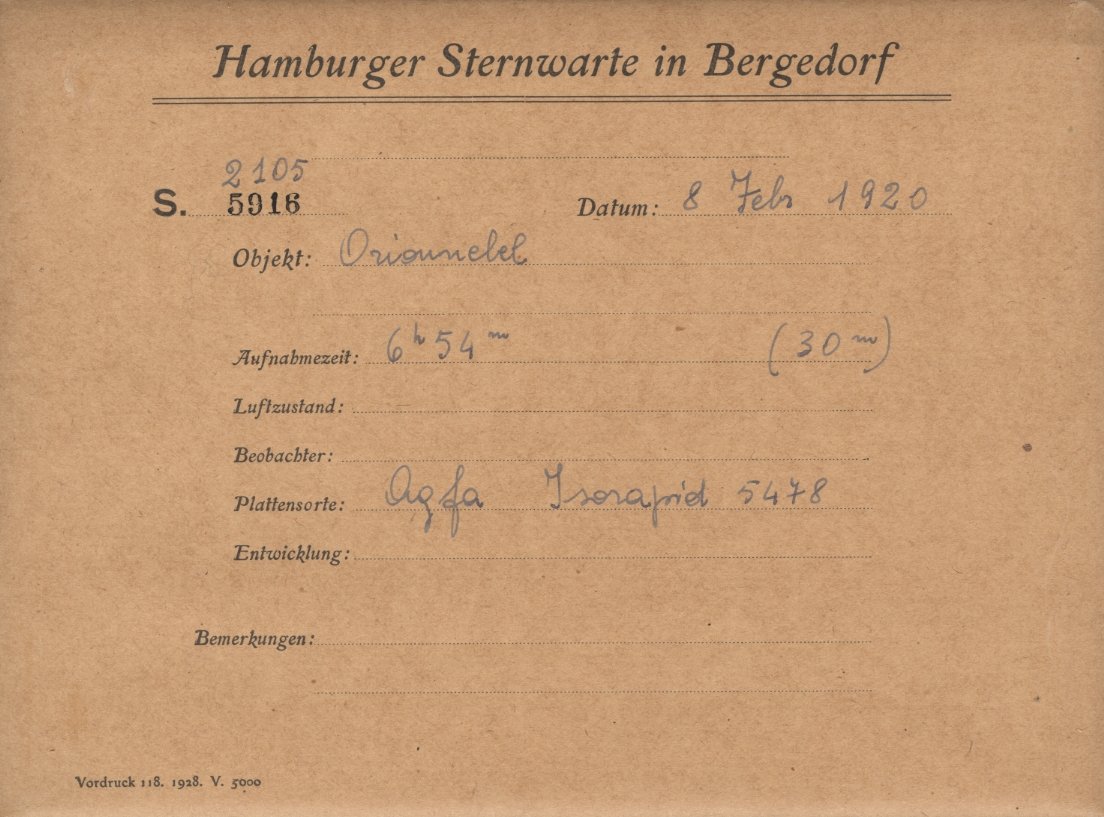 Hamburger Sternwarte in Bergedorf
2105
S. 5916 Datum: 8 Febr 1920
Objekt: Orionnebel
Aufnahmezeit: 6h 54m (30m)
Luftzustand:
Beobachter:
Plattensorte: Agfa Isorapid 5478
Entwicklung:
Bemerkungen:
Vordruck 118. 1928. V. 5000